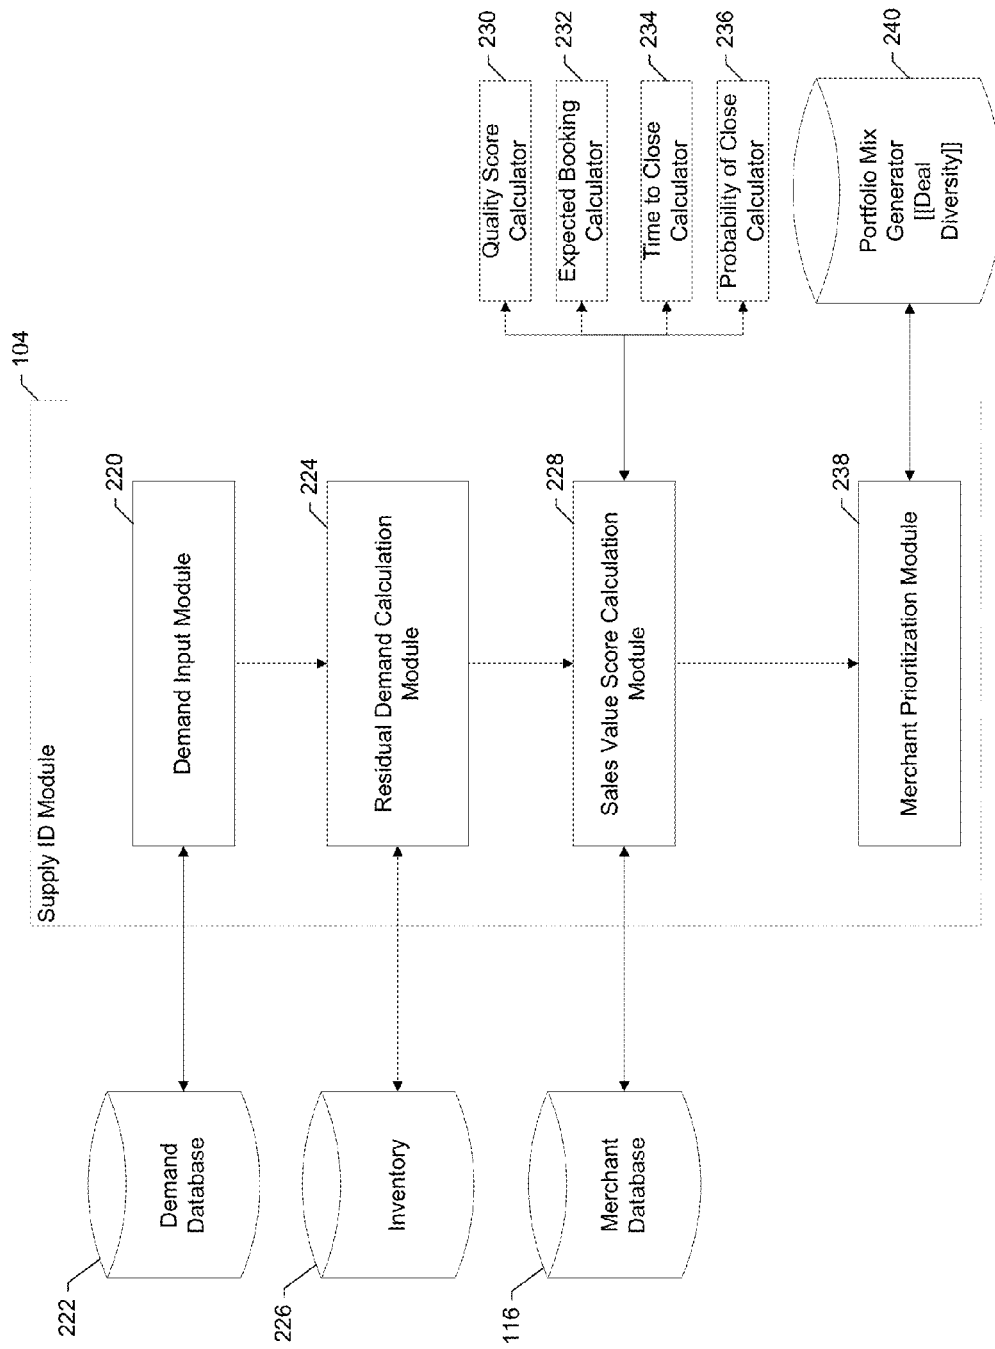 Supply ID Module
104
Demand Database
222
Demand Input Module
220
Inventory
226
Residual Demand Calculation
Module
224
Merchant
Database
116
Sales Value Score Calculation
Module
228
Quality Score
Calculator
230
Expected Booking
Calculator
232
Time to Close
Calculator
234
Probability of Close
Calculator
236
Merchant Prioritization Module
238
Portfolio Mix
Generator
[[Deal
Diversity]]
240